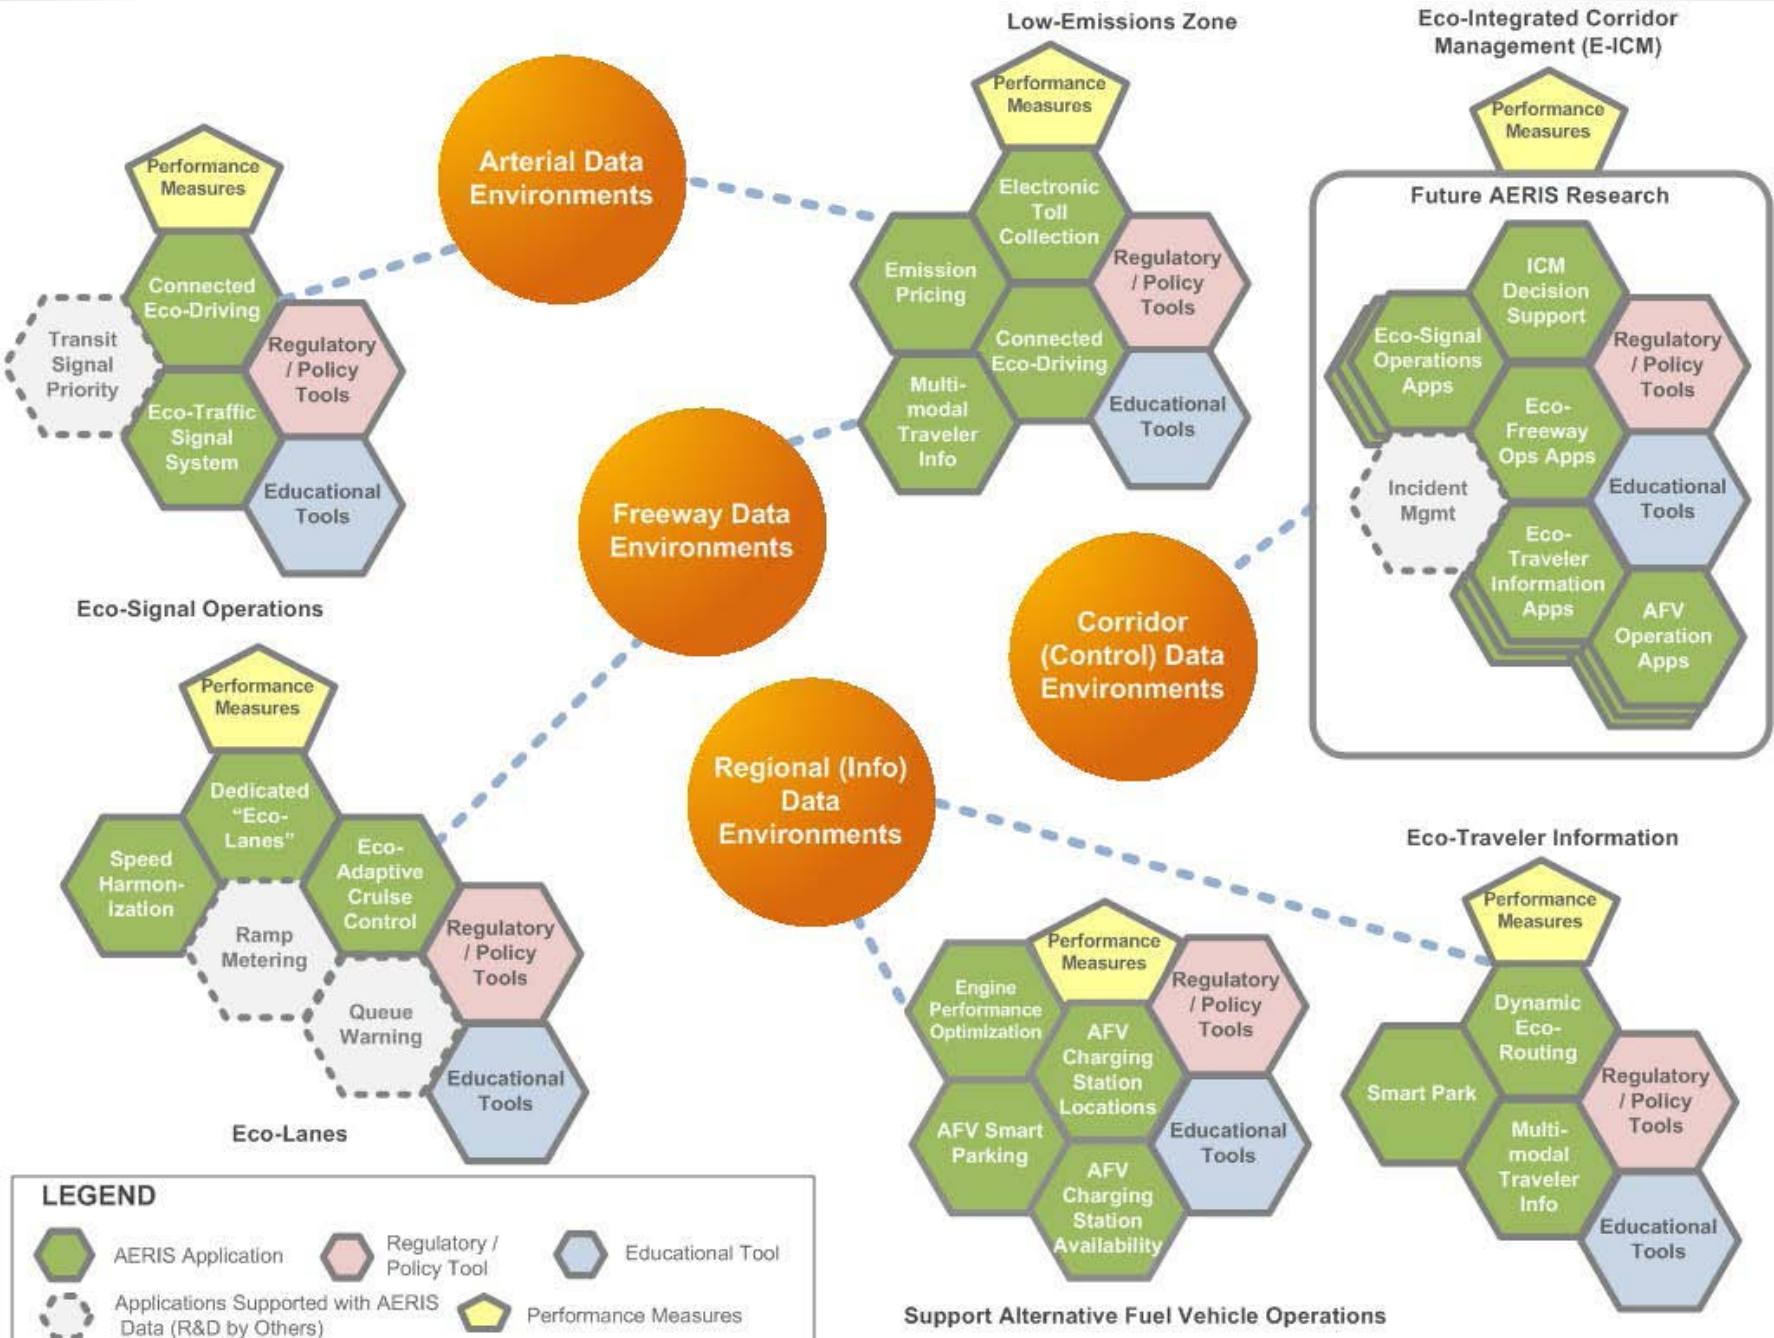 Low-Emissions Zone
Performance
Measures
Electronic
Toll
Collection
Emission
Pricing
Regulatory
/ Policy
Tools
Connected
Eco-Driving
Multi-
modal
Traveler
Info
Educational
Tools
Eco-Integrated Corridor
Management (E-ICM)
Performance
Measures
Future AERIS Research
ICM
Decision
Support
Eco-Signal
Operations
Apps
Regulatory
/ Policy
Tools
Eco-
Freeway
Ops Apps
Incident
Mgmt
Educational
Tools
Eco-
Traveler
Information
Apps
AFV
Operation
Apps
Arterial Data
Environments
Freeway Data
Environments
Corridor
(Control) Data
Environments
Regional (Info)
Data
Environments
Performance
Measures
Connected
Eco-Driving
Transit
Signal
Priority
Regulatory
/ Policy
Tools
Eco-Traffic
Signal
System
Educational
Tools
Eco-Signal Operations
Performance
Measures
Dedicated
“Eco-
Lanes”
Speed
Harmon-
ization
Eco-
Adaptive
Cruise
Control
Ramp
Metering
Regulatory
/ Policy
Tools
Queue
Warning
Educational
Tools
Eco-Lanes
Performance
Measures
Engine
Performance
Optimization
Regulatory
/ Policy
Tools
AFV
Charging
Station
Locations
AFV Smart
Parking
Educational
Tools
AFV
Charging
Station
Availability
Support Alternative Fuel Vehicle Operations
Eco-Traveler Information
Performance
Measures
Dynamic
Eco-
Routing
Smart Park
Regulatory
/ Policy
Tools
Multi-
modal
Traveler
Info
Educational
Tools
LEGEND
AERIS Application
Regulatory /
Policy Tool
Educational Tool
Applications Supported with AERIS
Data (R&D by Others)
Performance Measures